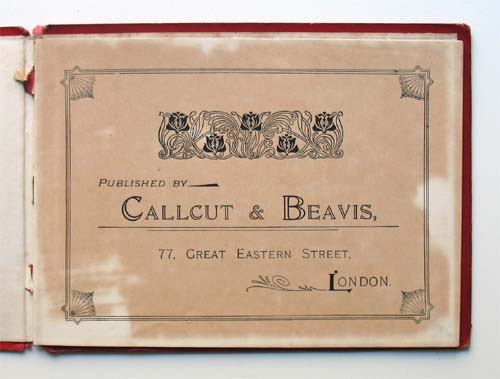 PUBLISHED BY
CALLCUT & BEAVIS,
77, GREAT EASTERN STREET,
LONDON.